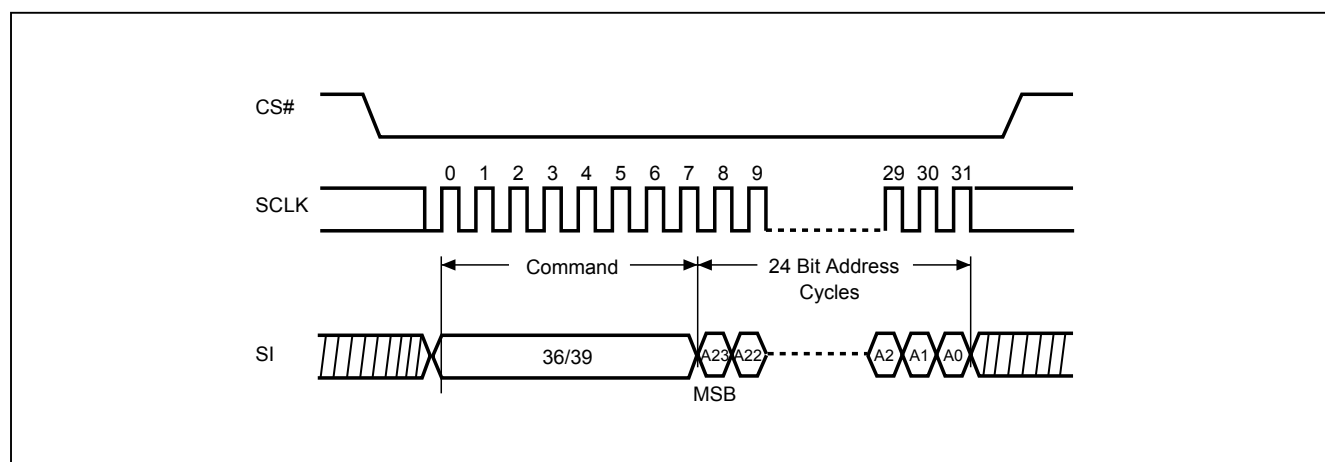 CS#
0 1 2 3 4 5 6 7 8 9 29 30 31
SCLK
Command
24 Bit Address
Cycles
SI
36/39
A23 A22 A2 A1 A0
MSB